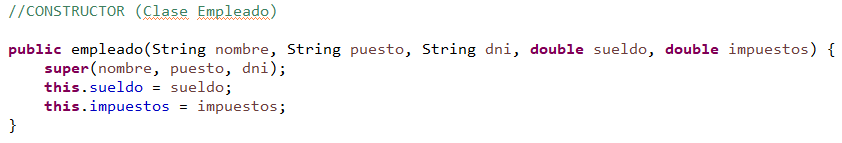 //CONSTRUCTOR (Clase Empleado)
public empleado(String nombre, String puesto, String dni, double sueldo, double impuestos) {
super(nombre, puesto, dni);
this.sueldo = sueldo;
this.impuestos = impuestos;
}